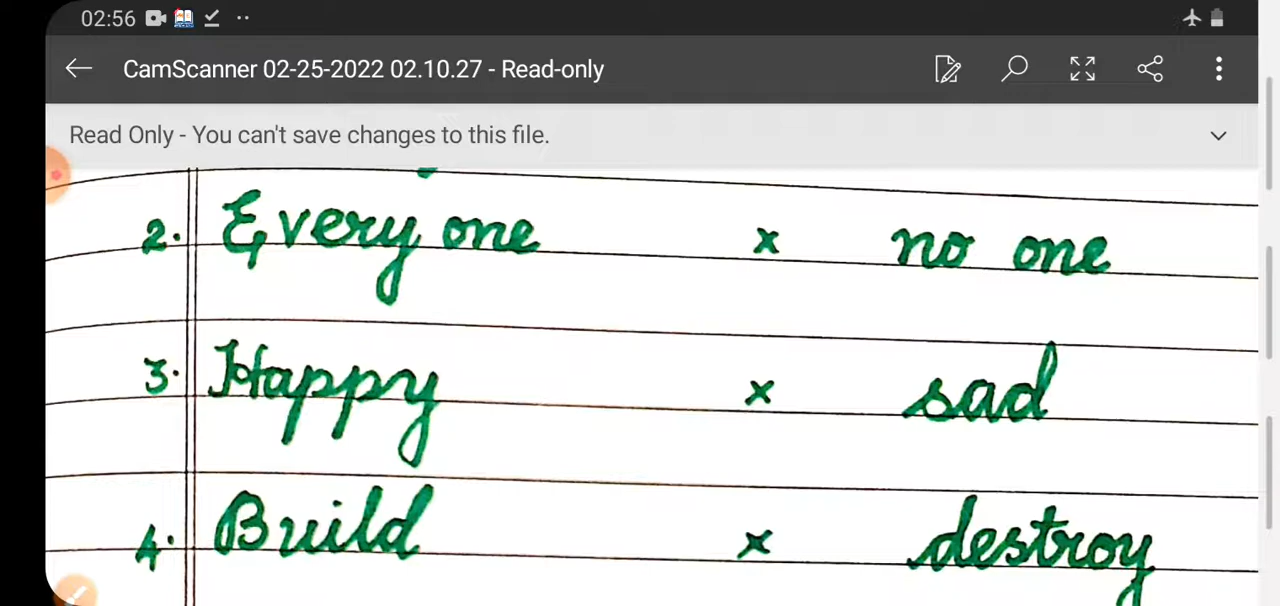 02:56
CamScanner 02-25-2022 02.10.27 - Read-only
Read Only - You can't save changes to this file.
2. Every one x no one
3. Happy x sad
4. Build x destroy